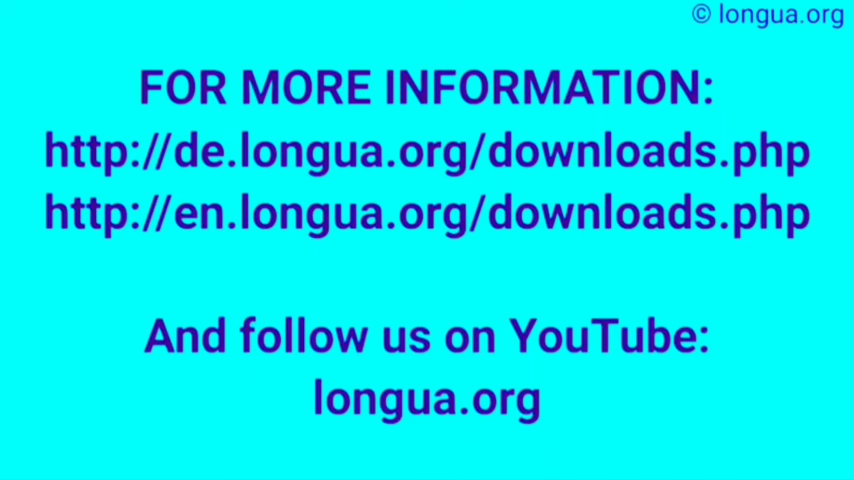 © longua.org
FOR MORE INFORMATION:
http://de.longua.org/downloads.php
http://en.longua.org/downloads.php
And follow us on YouTube:
longua.org